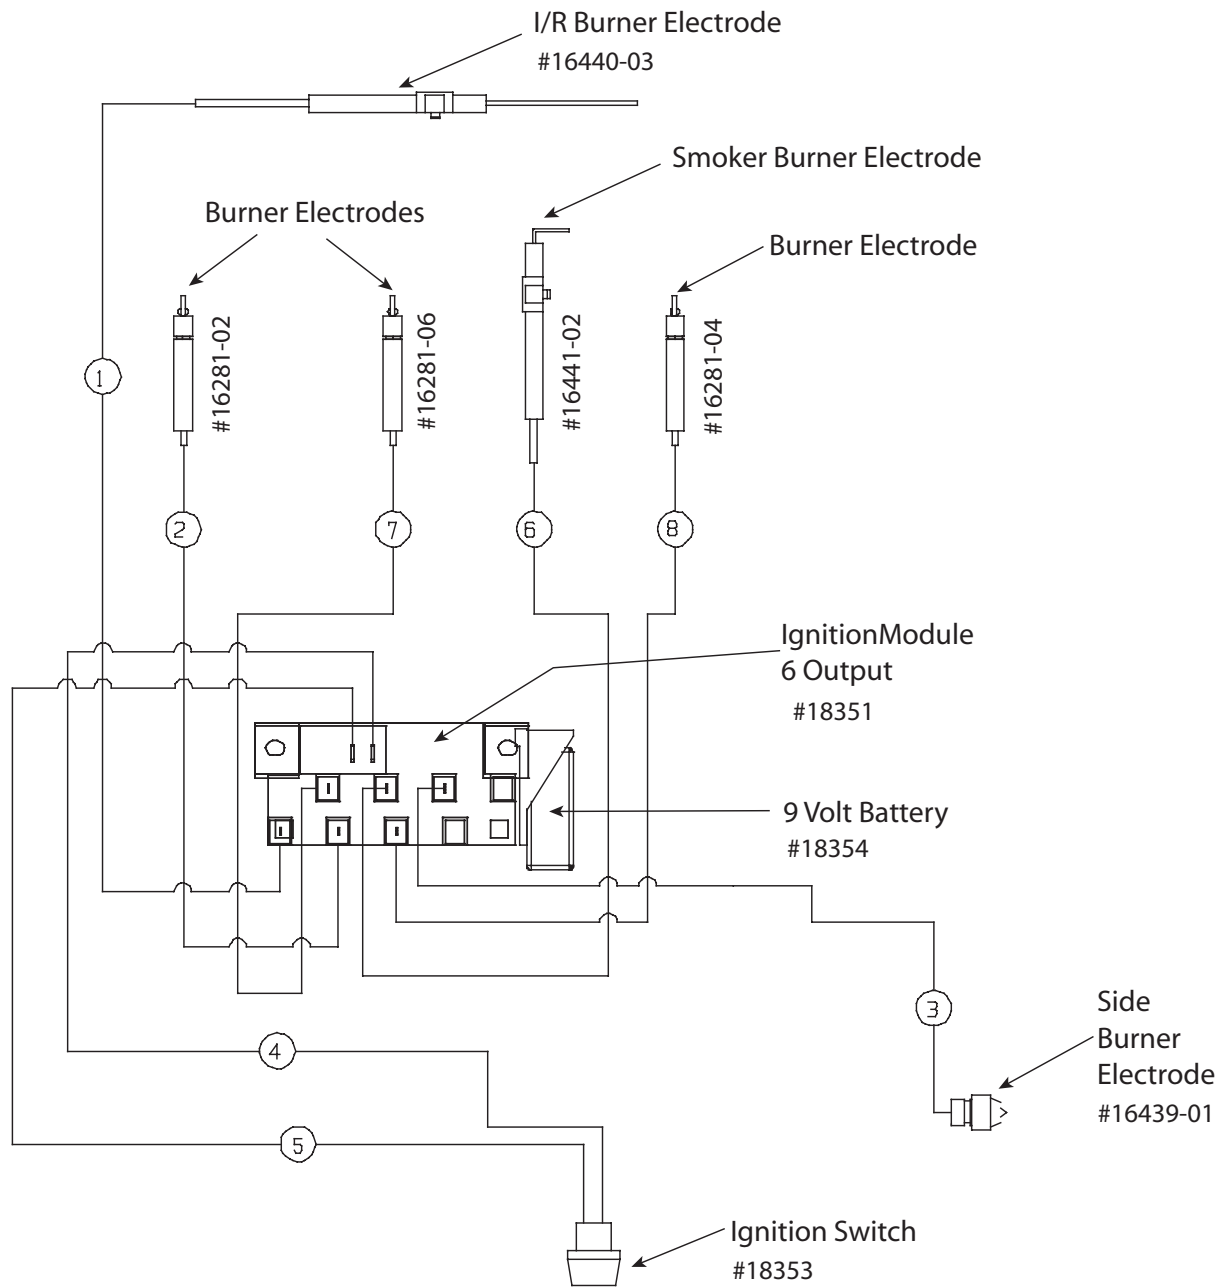 I/R Burner Electrode
#16440-03
Smoker Burner Electrode
Burner Electrodes
Burner Electrode
#16281-02
#16281-06
#16441-02
#16281-04
1
2
7
6
8
IgnitionModule
6 Output
#18351
9 Volt Battery
#18354
3
Side
Burner
Electrode
#16439-01
4
5
Ignition Switch
#18353